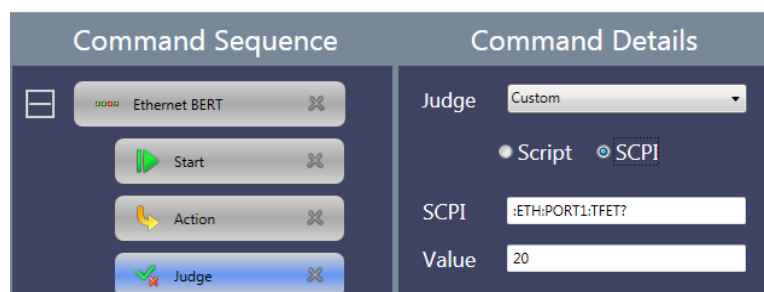 Command Sequence
Command Details
Ethernet BERT
Start
Action
Judge
Judge
Custom
Script
SCPI
SCPI
:ETH:PORT1:TFET?
Value
20